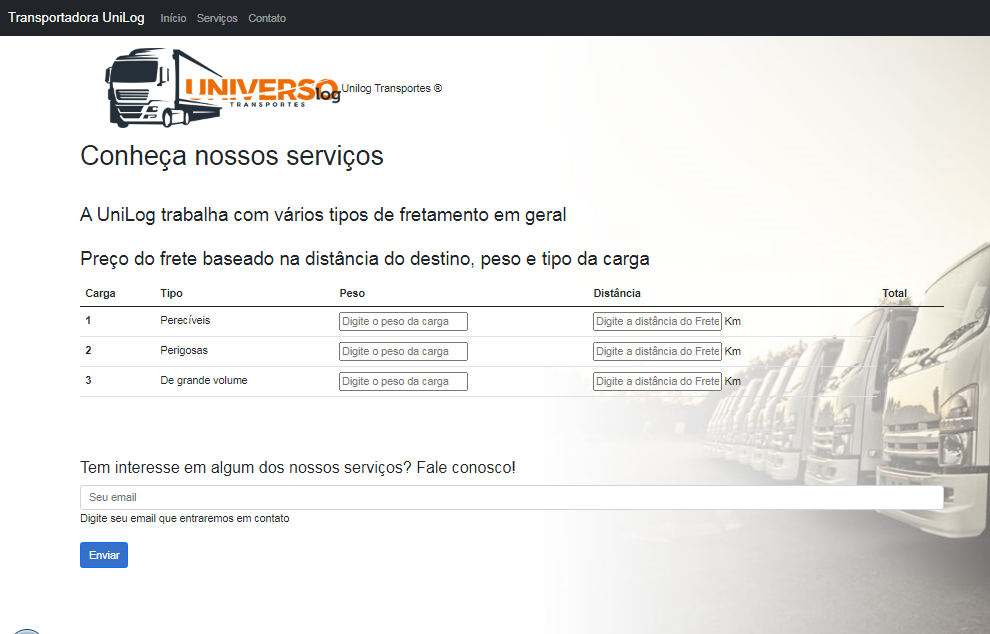 Transportadora UniLog Início Serviços Contato
UNIVERSO log
TRANSPORTES
Unilog Transportes ®
Conheça nossos serviços
A UniLog trabalha com vários tipos de fretamento em geral
Preço do frete baseado na distância do destino, peso e tipo da carga
Carga Tipo Peso Distância Total
1 Perecíveis Digite o peso da carga Digite a distância do Frete Km
2 Perigosas Digite o peso da carga Digite a distância do Frete Km
3 De grande volume Digite o peso da carga Digite a distância do Frete Km
Tem interesse em algum dos nossos serviços? Fale conosco!
Seu email
Digite seu email que entraremos em contato
Enviar